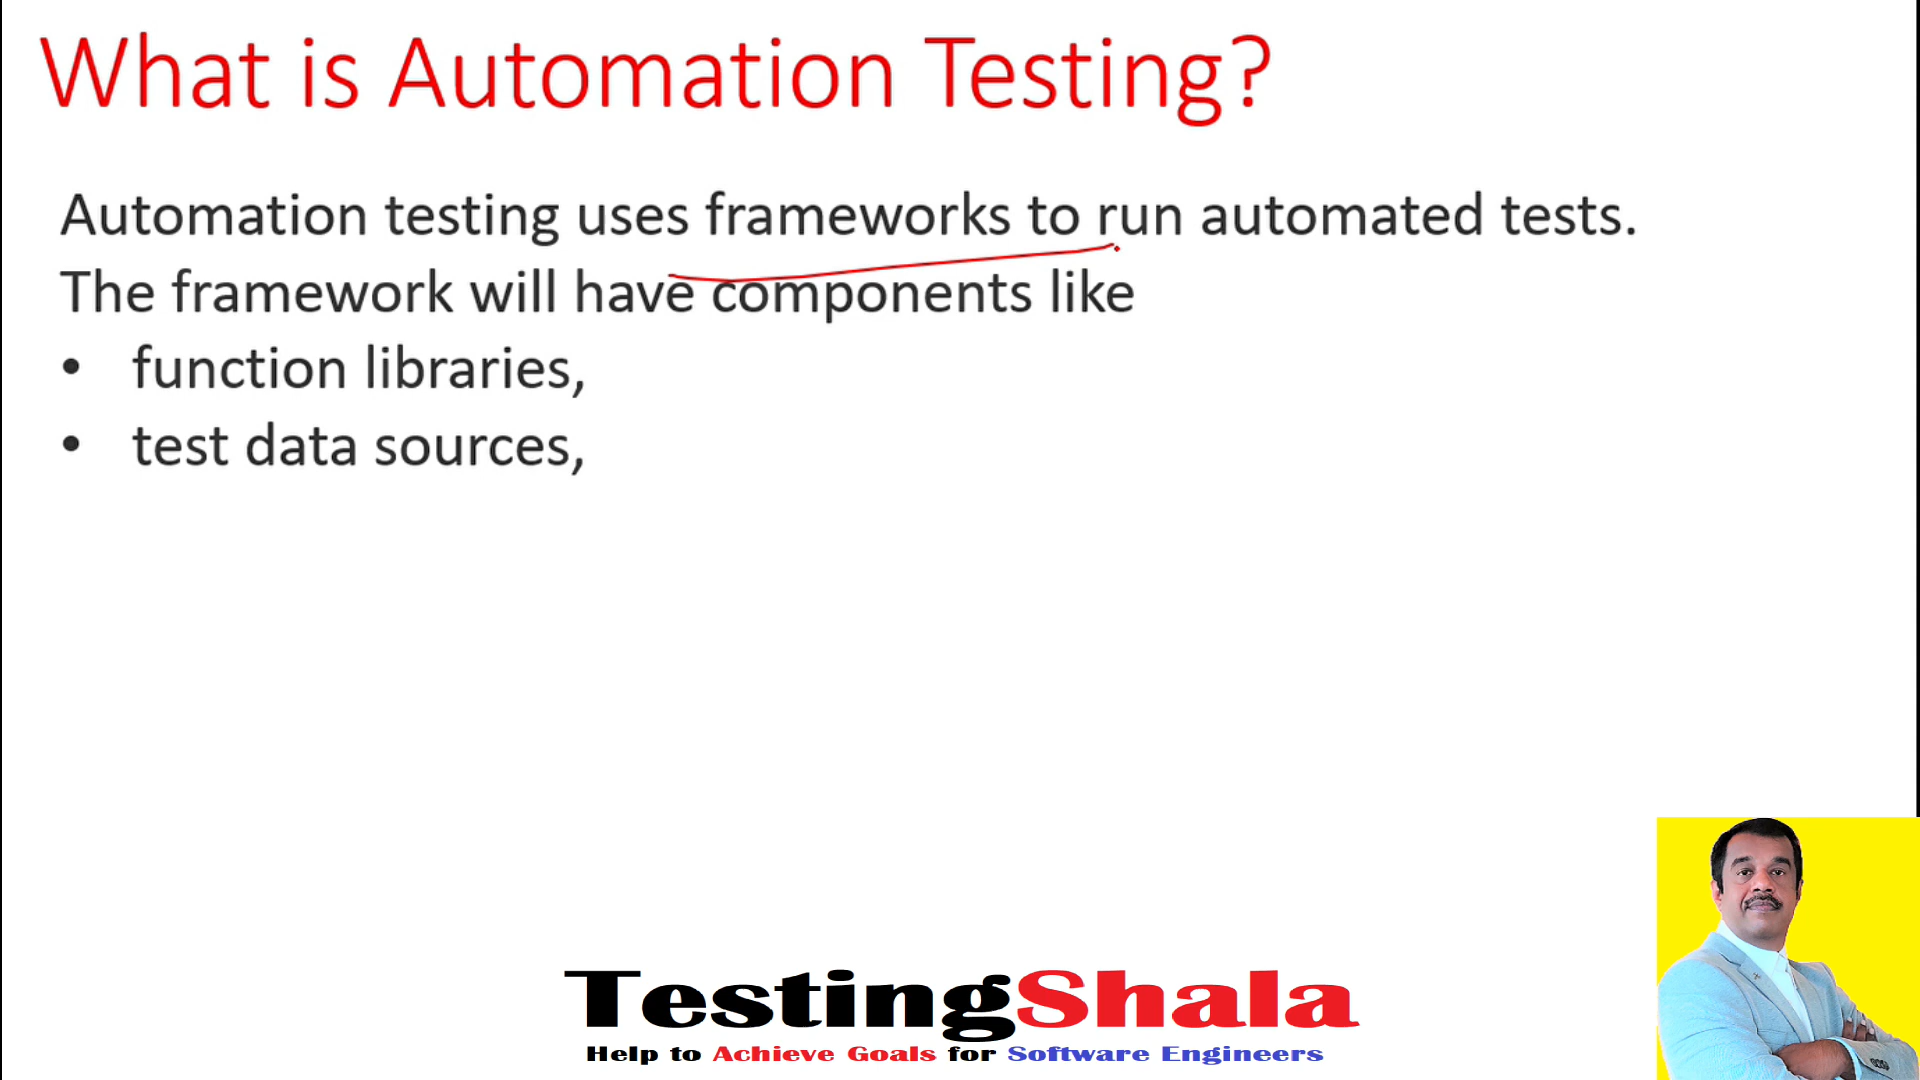 What is Automation Testing?
Automation testing uses frameworks to run automated tests.
The framework will have components like
• function libraries,
• test data sources,
TestingShala
Help to Achieve Goals for Software Engineers